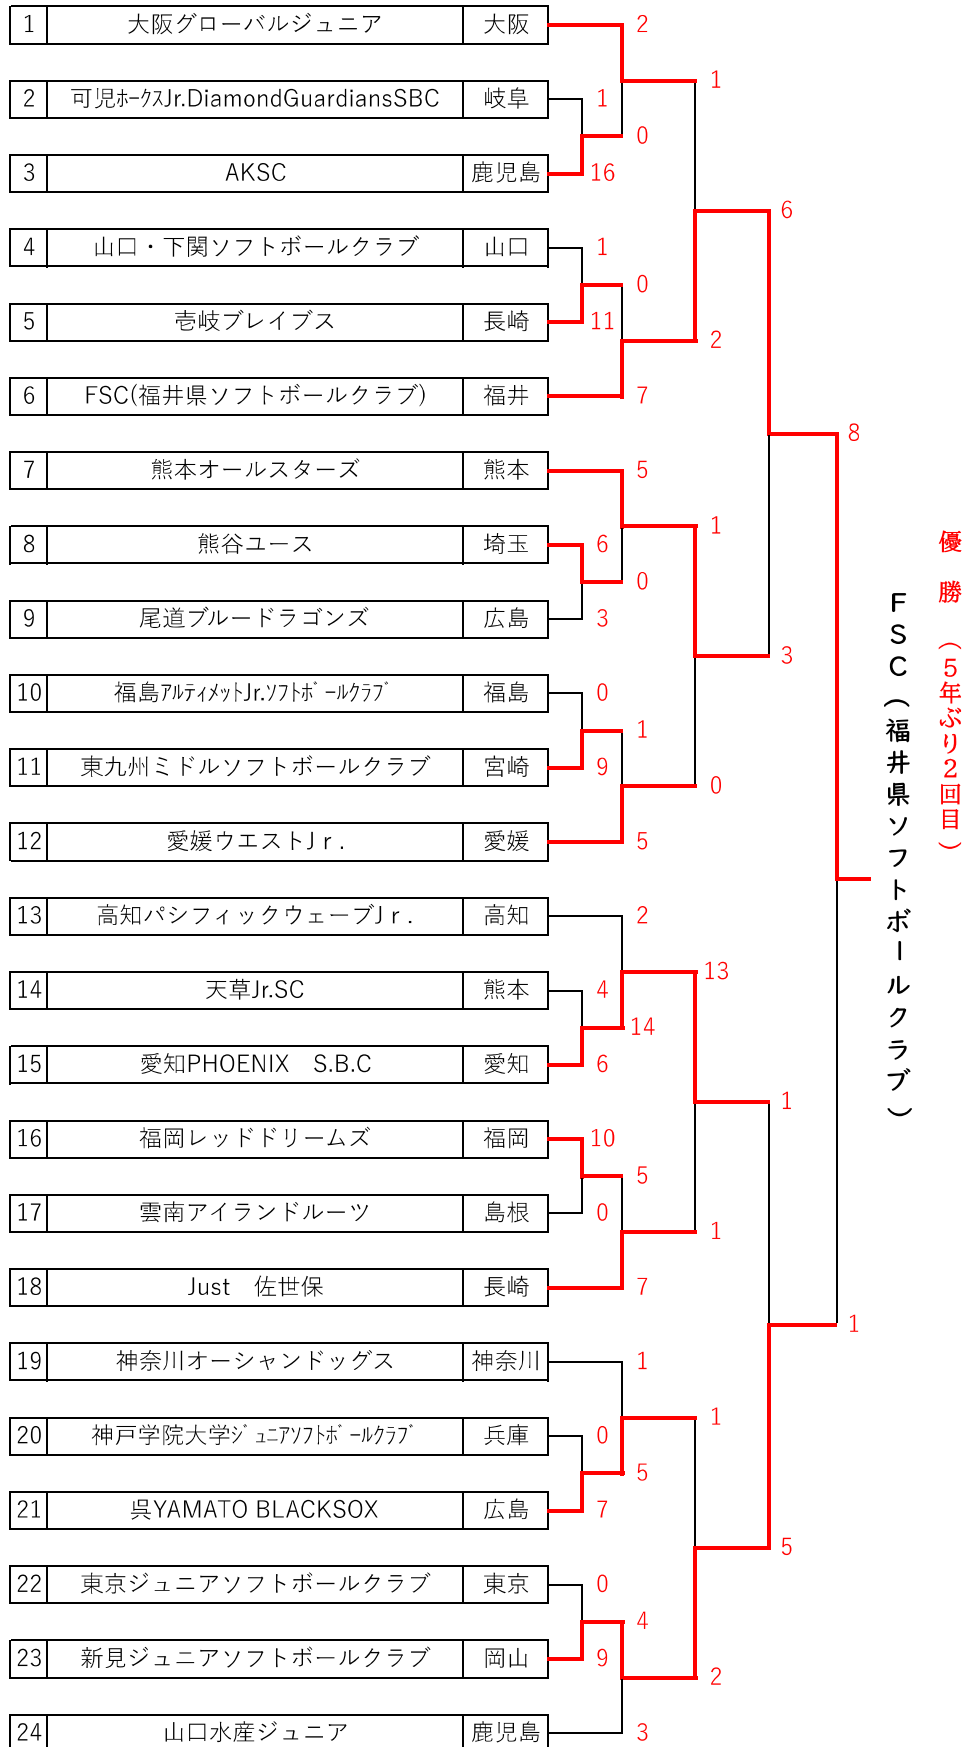 1 大阪グローバルジュニア 大阪 2
1
2 可児ホークスJr.DiamondGuardiansSBC 岐阜 1
0
3 AKSC 鹿児島 16
6
4 山口・下関ソフトボールクラブ 山口 1
0
5 壱岐ブレイブス 長崎 11
2
6 FSC(福井県ソフトボールクラブ) 福井 7
8
7 熊本オールスターズ 熊本 5
1
8 熊谷ユース 埼玉 6
0
9 尾道ブルードラゴンズ 広島 3
3
10 福島アルティメットJr.ソフトボールクラブ 福島 0
1
11 東九州ミドルソフトボールクラブ 宮崎 9
0
12 愛媛ウエストJr. 愛媛 5
優勝 (5年ぶり2回目)
FSC(福井県ソフトボールクラブ)
13 高知パシフィックウェーブJr. 高知 2
13
14 天草Jr.SC 熊本 4
14
15 愛知PHOENIX　S.B.C 愛知 6
1
16 福岡レッドドリームズ 福岡 10
5
17 雲南アイランドルーツ 島根 0
1
18 Just　佐世保 長崎 7
1
19 神奈川オーシャンドッグス 神奈川 1
1
20 神戸学院大学ジュニアソフトボールクラブ 兵庫 0
5
21 呉YAMATO BLACKSOX 広島 7
5
22 東京ジュニアソフトボールクラブ 東京 0
4
23 新見ジュニアソフトボールクラブ 岡山 9
2
24 山口水産ジュニア 鹿児島 3